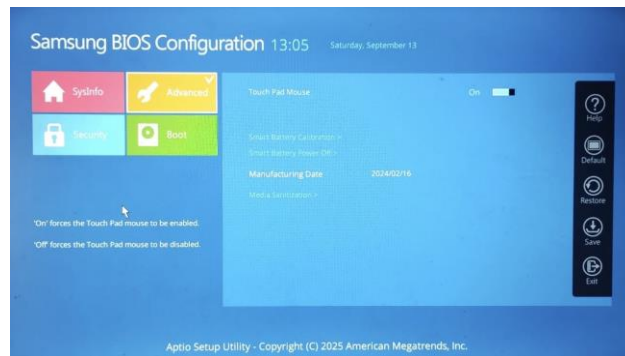 Samsung BIOS Configuration 13:05 Saturday, September 13
SysInfo
Advanced
Security
Boot
Touch Pad Mouse On
Smart Battery Calibration >
Smart Battery Power Off >
Manufacturing Date 2024/02/16
Media Sanitization >
'On' forces the Touch Pad mouse to be enabled.
'Off' forces the Touch Pad mouse to be disabled.
Help
Default
Restore
Save
Exit
Aptio Setup Utility - Copyright (C) 2025 American Megatrends, Inc.